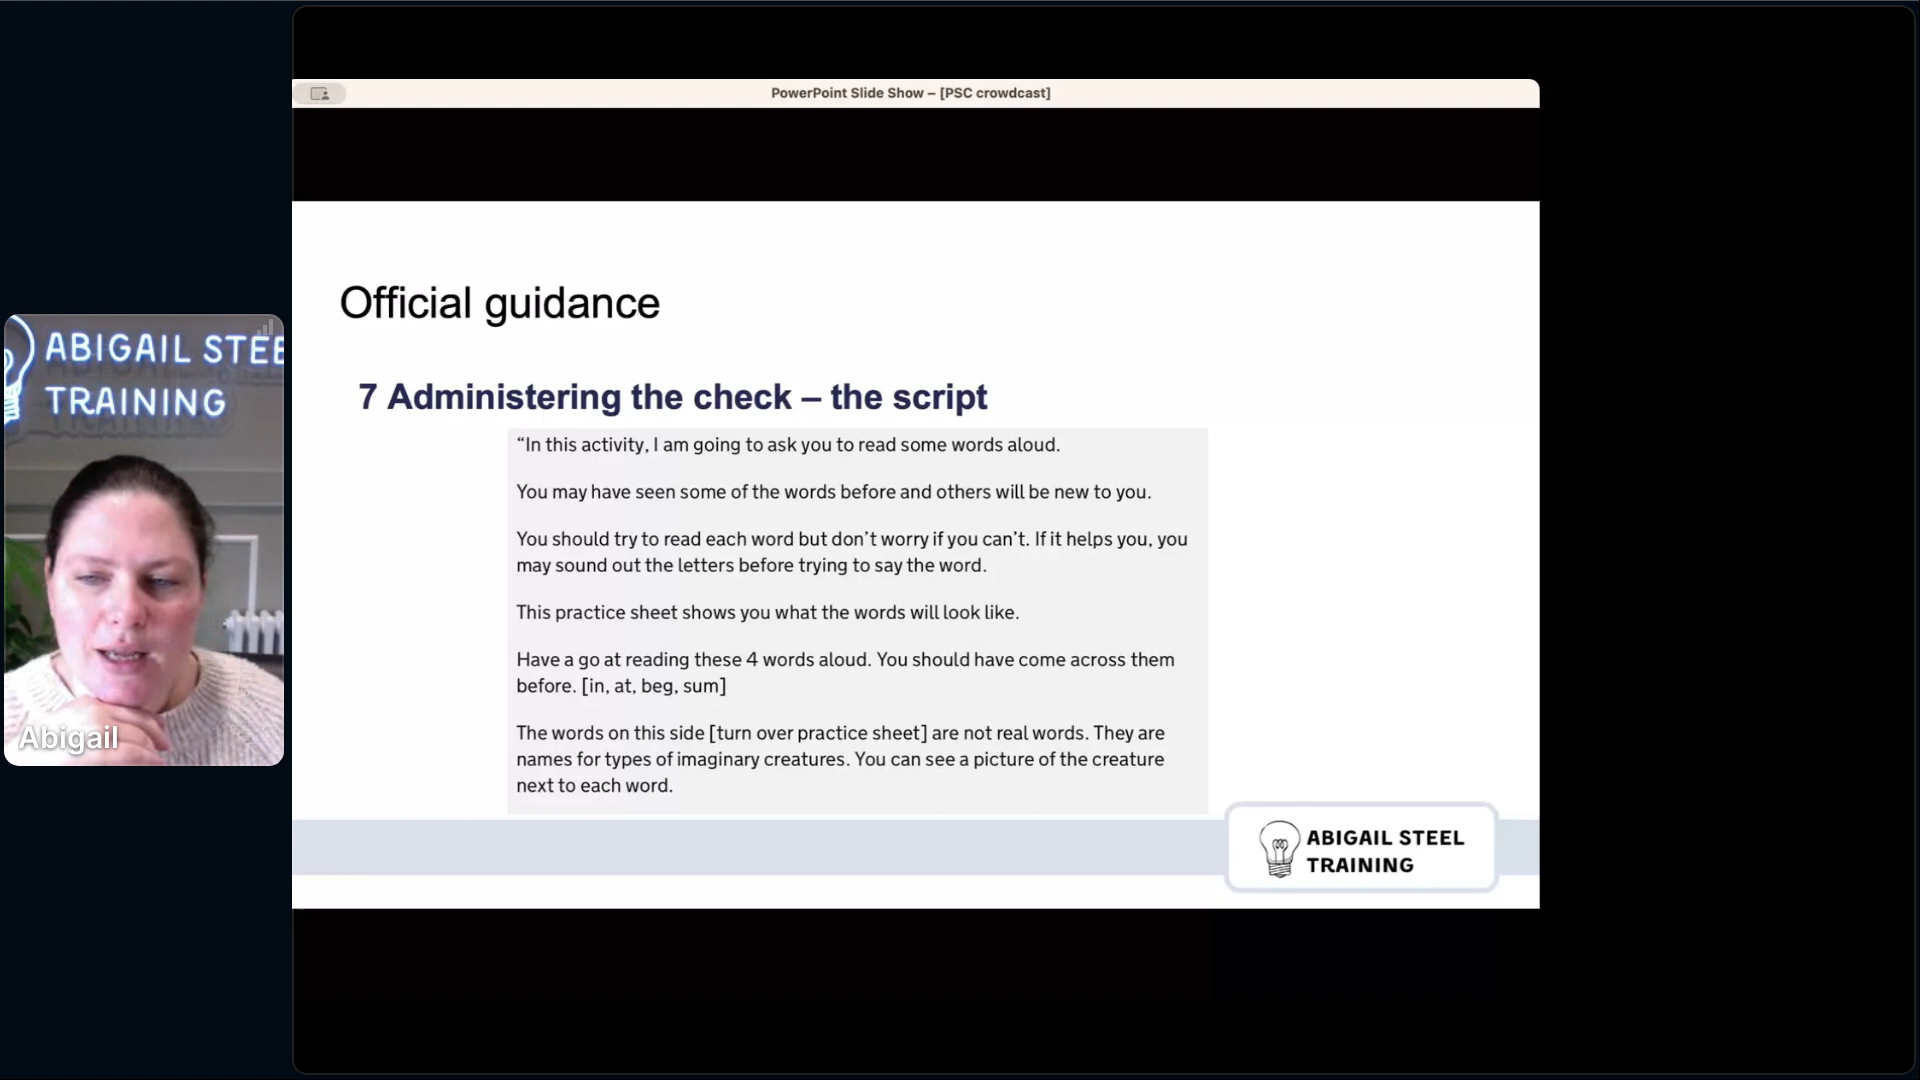 PowerPoint Slide Show – [PSC crowdcast]
Official guidance
7 Administering the check – the script
“In this activity, I am going to ask you to read some words aloud.
You may have seen some of the words before and others will be new to you.
You should try to read each word but don’t worry if you can’t. If it helps you, you
may sound out the letters before trying to say the word.
This practice sheet shows you what the words will look like.
Have a go at reading these 4 words aloud. You should have come across them
before. [in, at, beg, sum]
The words on this side [turn over practice sheet] are not real words. They are
names for types of imaginary creatures. You can see a picture of the creature
next to each word.
ABIGAIL STEEL
TRAINING
ABIGAIL STEE
TRAINING
Abigail